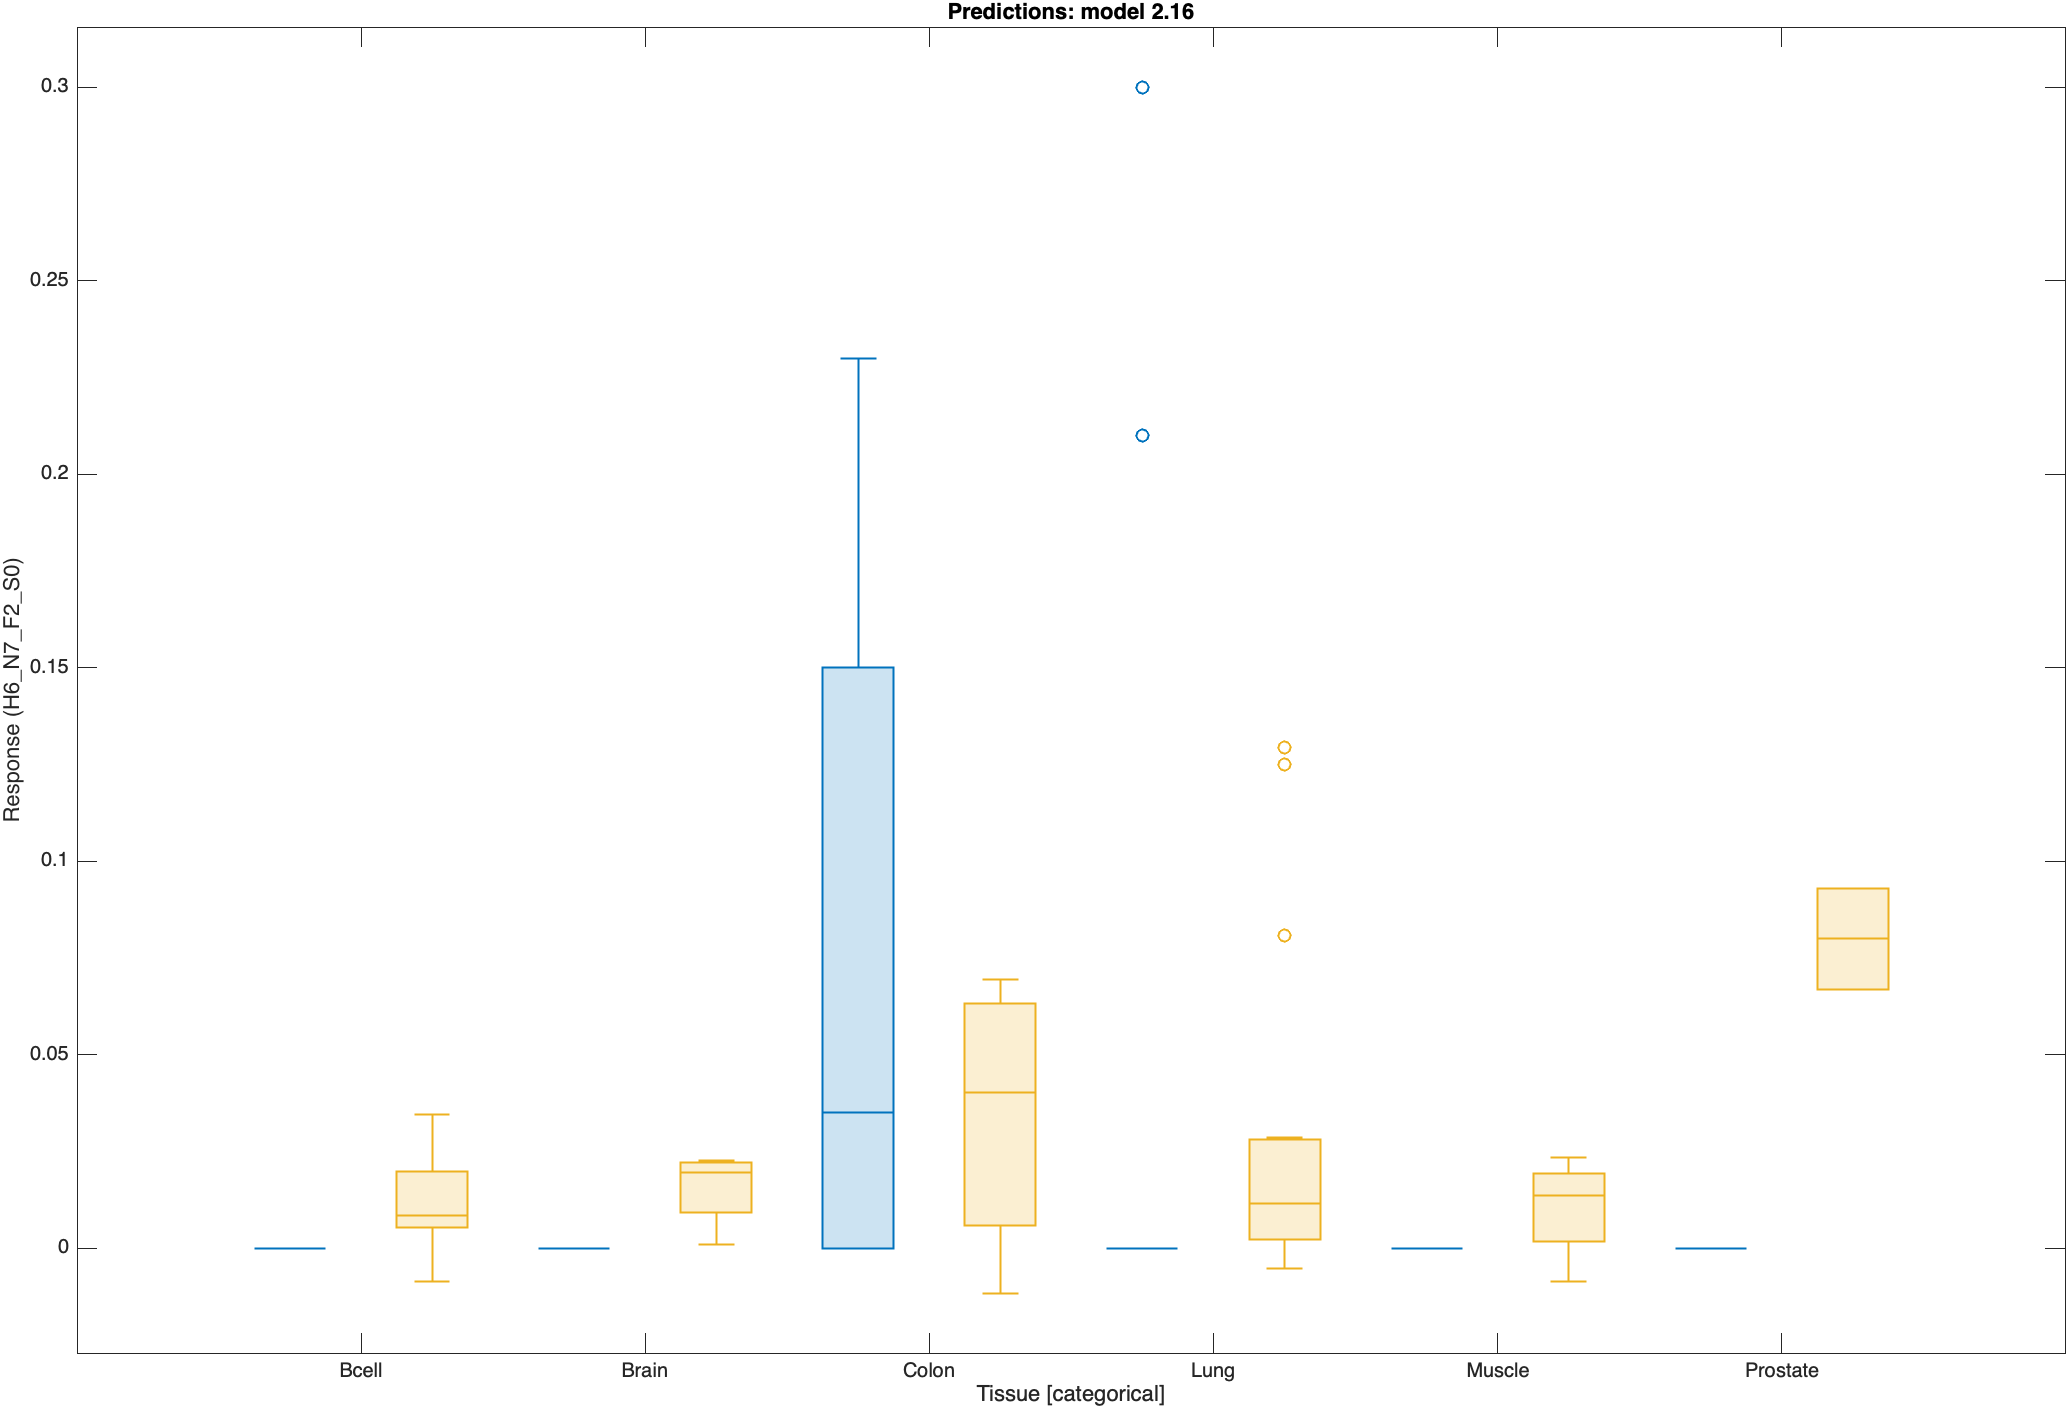 Predictions: model 2.16
0.3
0.25
0.2
0.15
0.1
0.05
0
Response (H6_N7_F2_S0)
Bcell
Brain
Colon
Lung
Muscle
Prostate
Tissue [categorical]